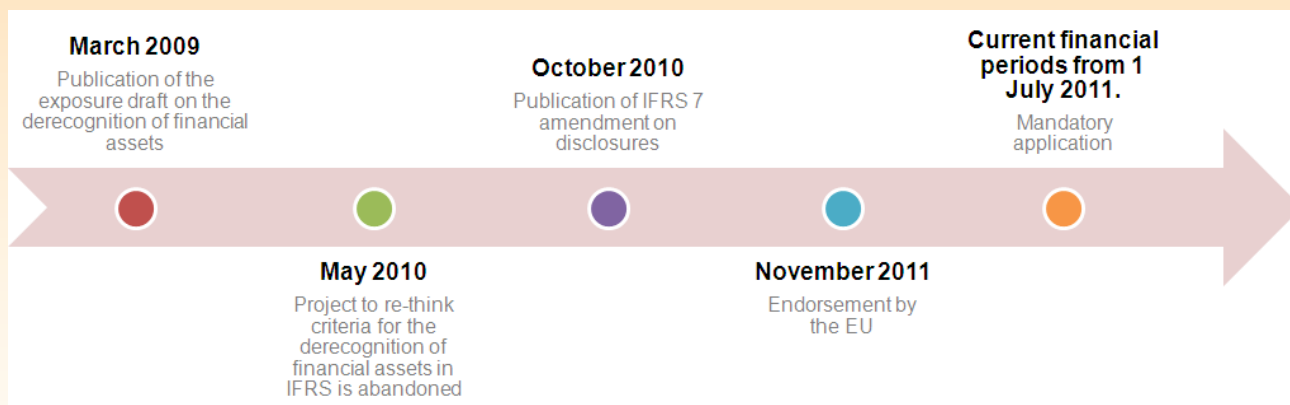 March 2009
Publication of the
exposure draft on the
derecognition of financial
assets
May 2010
Project to re-think
criteria for the
derecognition of
financial assets in
IFRS is abandoned
October 2010
Publication of IFRS 7
amendment on
disclosures
November 2011
Endorsement by
the EU
Current financial
periods from 1
July 2011.
Mandatory
application